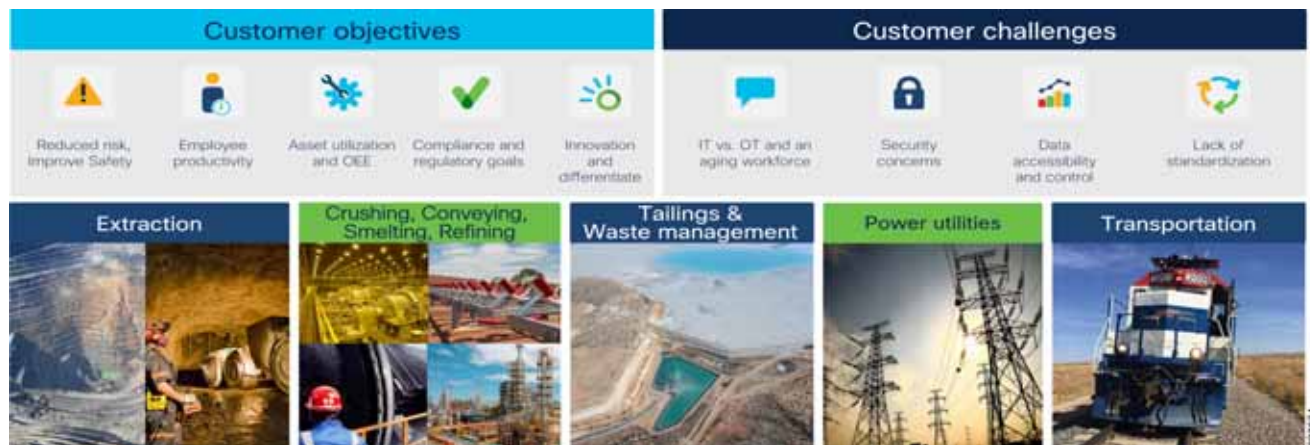 Customer objectives
Reduced risk,
Improve Safety
Employee
productivity
Asset utilization
and OEE
Compliance and
regulatory goals
Innovation
and
differentiate
Customer challenges
IT vs. OT and an
aging workforce
Security
concerns
Data
accessibility
and control
Lack of
standardization
Extraction
Crushing, Conveying,
Smelting, Refining
Tailings &
Waste management
Power utilities
Transportation